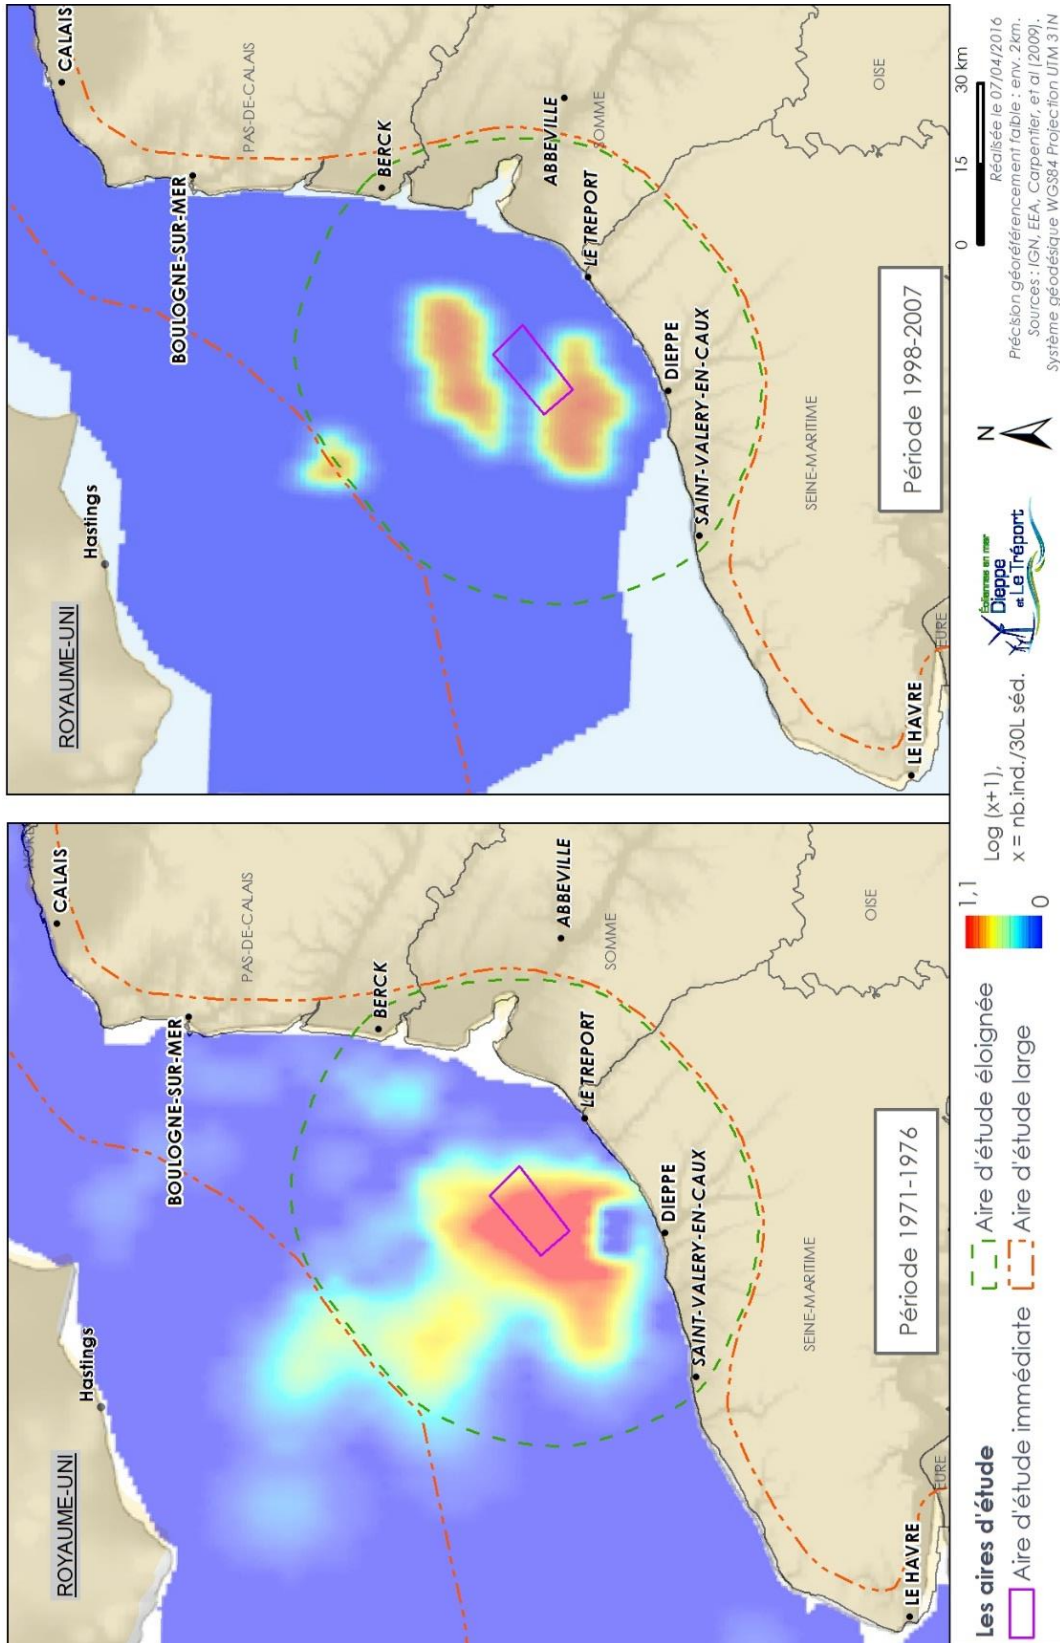 ROYAUME-UNI
Hastings
NORD
CALAIS
PAS-DE-CALAIS
BOULOGNE-SUR-MER
BERCK
ABBEVILLE
SOMME
LE TREPORT
DIEPPE
SAINT-VALERY-EN-CAUX
SEINE-MARITIME
OISE
LE HAVRE
EURE
Période 1971-1976
ROYAUME-UNI
Hastings
CALAIS
PAS-DE-CALAIS
BOULOGNE-SUR-MER
BERCK
ABBEVILLE
SOMME
LE TREPORT
DIEPPE
SAINT-VALERY-EN-CAUX
SEINE-MARITIME
OISE
LE HAVRE
EURE
Période 1998-2007
Les aires d'étude
Aire d'étude immédiate
Aire d'étude éloignée
Aire d'étude large
1,1
0
Log (x+1),
x = nb.ind./30L séd.
Éoliennes en mer
Dieppe
et Le Tréport
N
0 15 30 km
Réalisée le 07/04/2016
Précision géoréférencement faible : env. 2km.
Sources : IGN, EEA, Carpentier, et al (2009).
Système géodésique WGS84 Projection UTM 31N